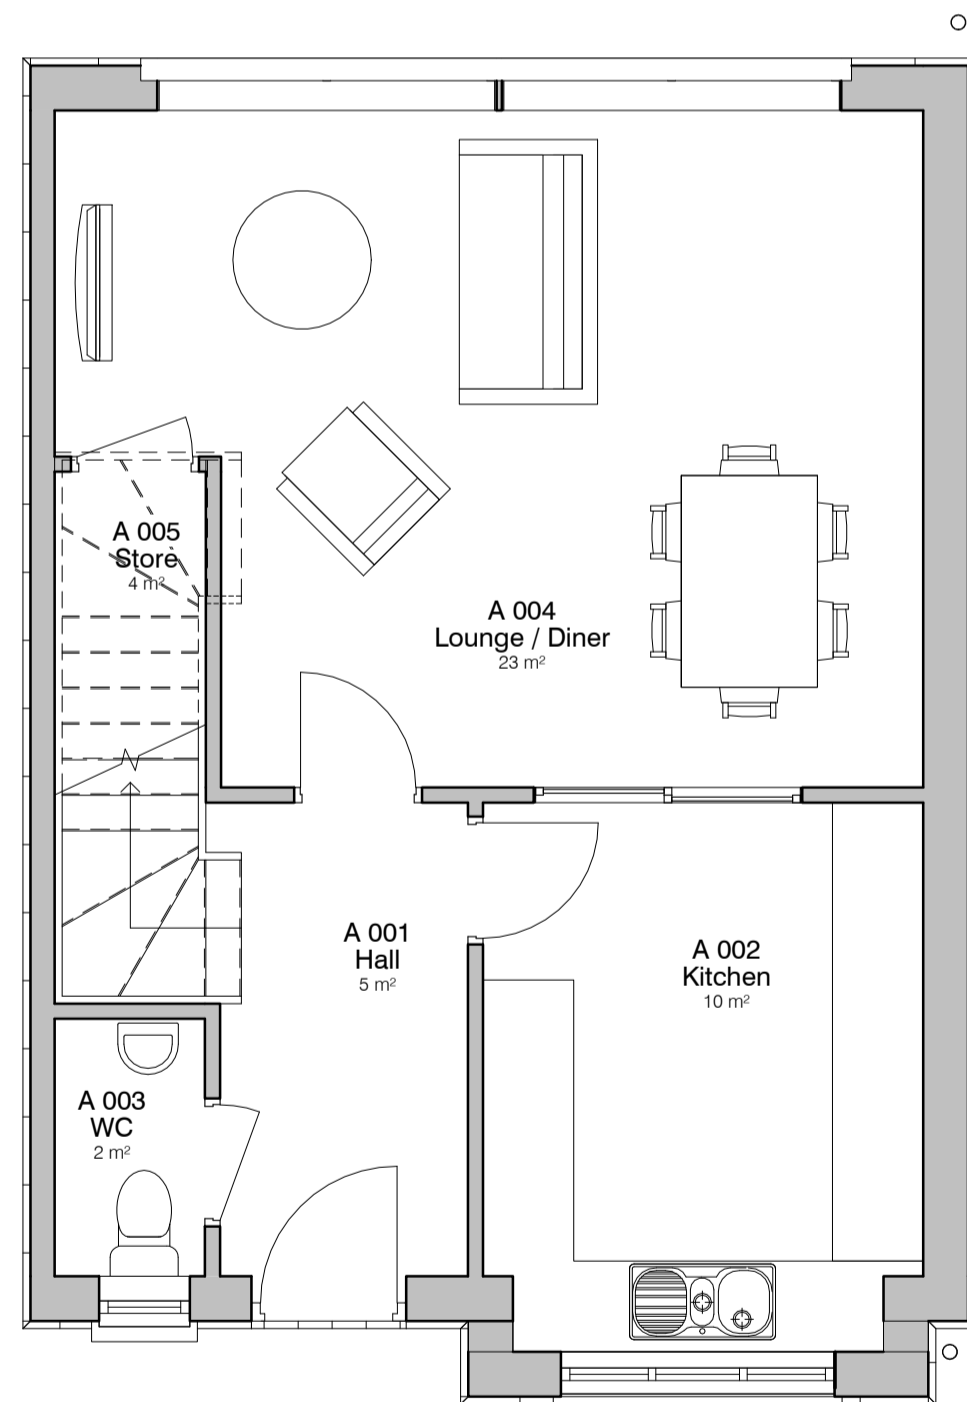 A 005
Store
4 m²
A 004
Lounge / Diner
23 m²
A 001
Hall
5 m²
A 002
Kitchen
10 m²
A 003
WC
2 m²